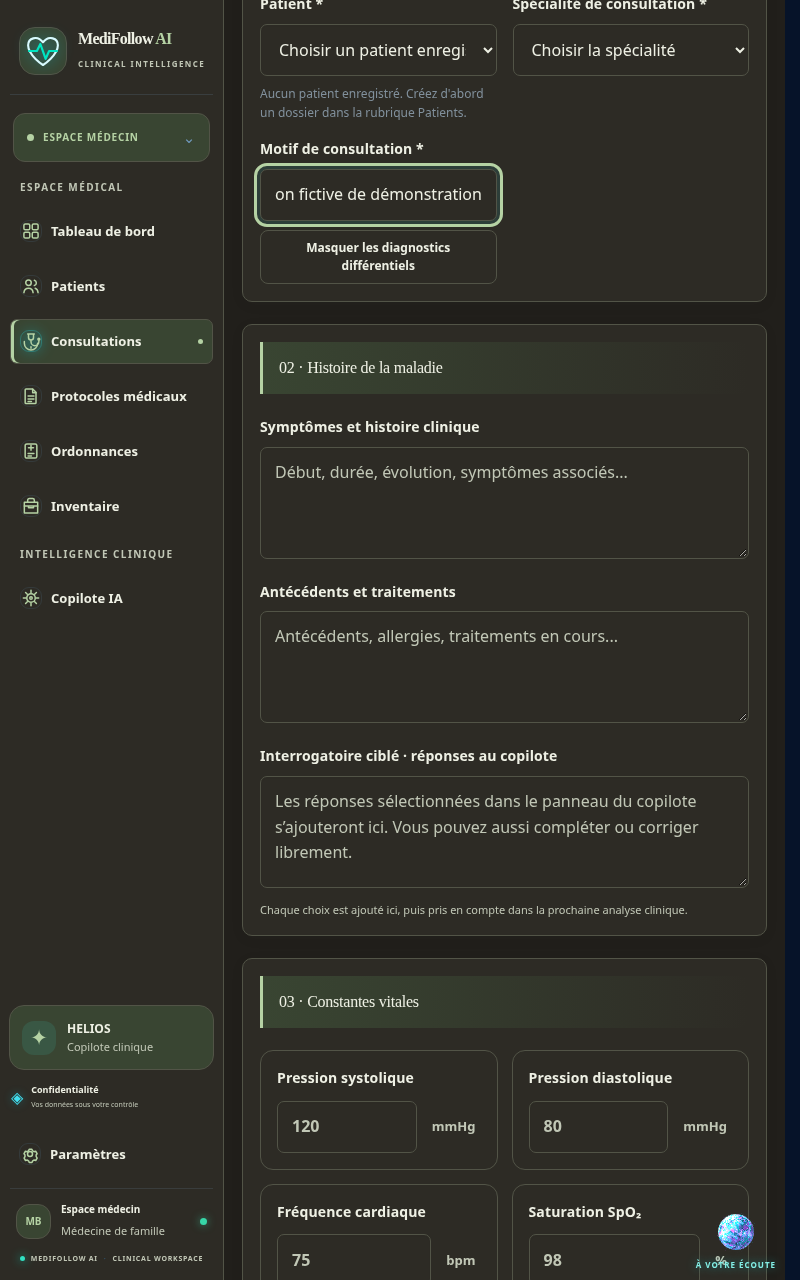 MediFollow AI
CLINICAL INTELLIGENCE
ESPACE MÉDECIN
ESPACE MÉDICAL
Tableau de bord
Patients
Consultations
Protocoles médicaux
Ordonnances
Inventaire
INTELLIGENCE CLINIQUE
Copilote IA
HELIOS
Copilote clinique
Confidentialité
Vos données sous votre contrôle
Paramètres
MB
Espace médecin
Médecine de famille
MEDIFOLLOW AI · CLINICAL WORKSPACE
Patient *
Spécialité de consultation *
Choisir un patient enregi
Choisir la spécialité
Aucun patient enregistré. Créez d'abord
un dossier dans la rubrique Patients.
Motif de consultation *
on fictive de démonstration
Masquer les diagnostics
différentiels
02 · Histoire de la maladie
Symptômes et histoire clinique
Début, durée, évolution, symptômes associés...
Antécédents et traitements
Antécédents, allergies, traitements en cours...
Interrogatoire ciblé · réponses au copilote
Les réponses sélectionnées dans le panneau du copilote
s'ajouteront ici. Vous pouvez aussi compléter ou corriger
librement.
Chaque choix est ajouté ici, puis pris en compte dans la prochaine analyse clinique.
03 · Constantes vitales
Pression systolique
120 mmHg
Pression diastolique
80 mmHg
Fréquence cardiaque
75 bpm
Saturation SpO₂
98 %
À VOTRE ÉCOUTE